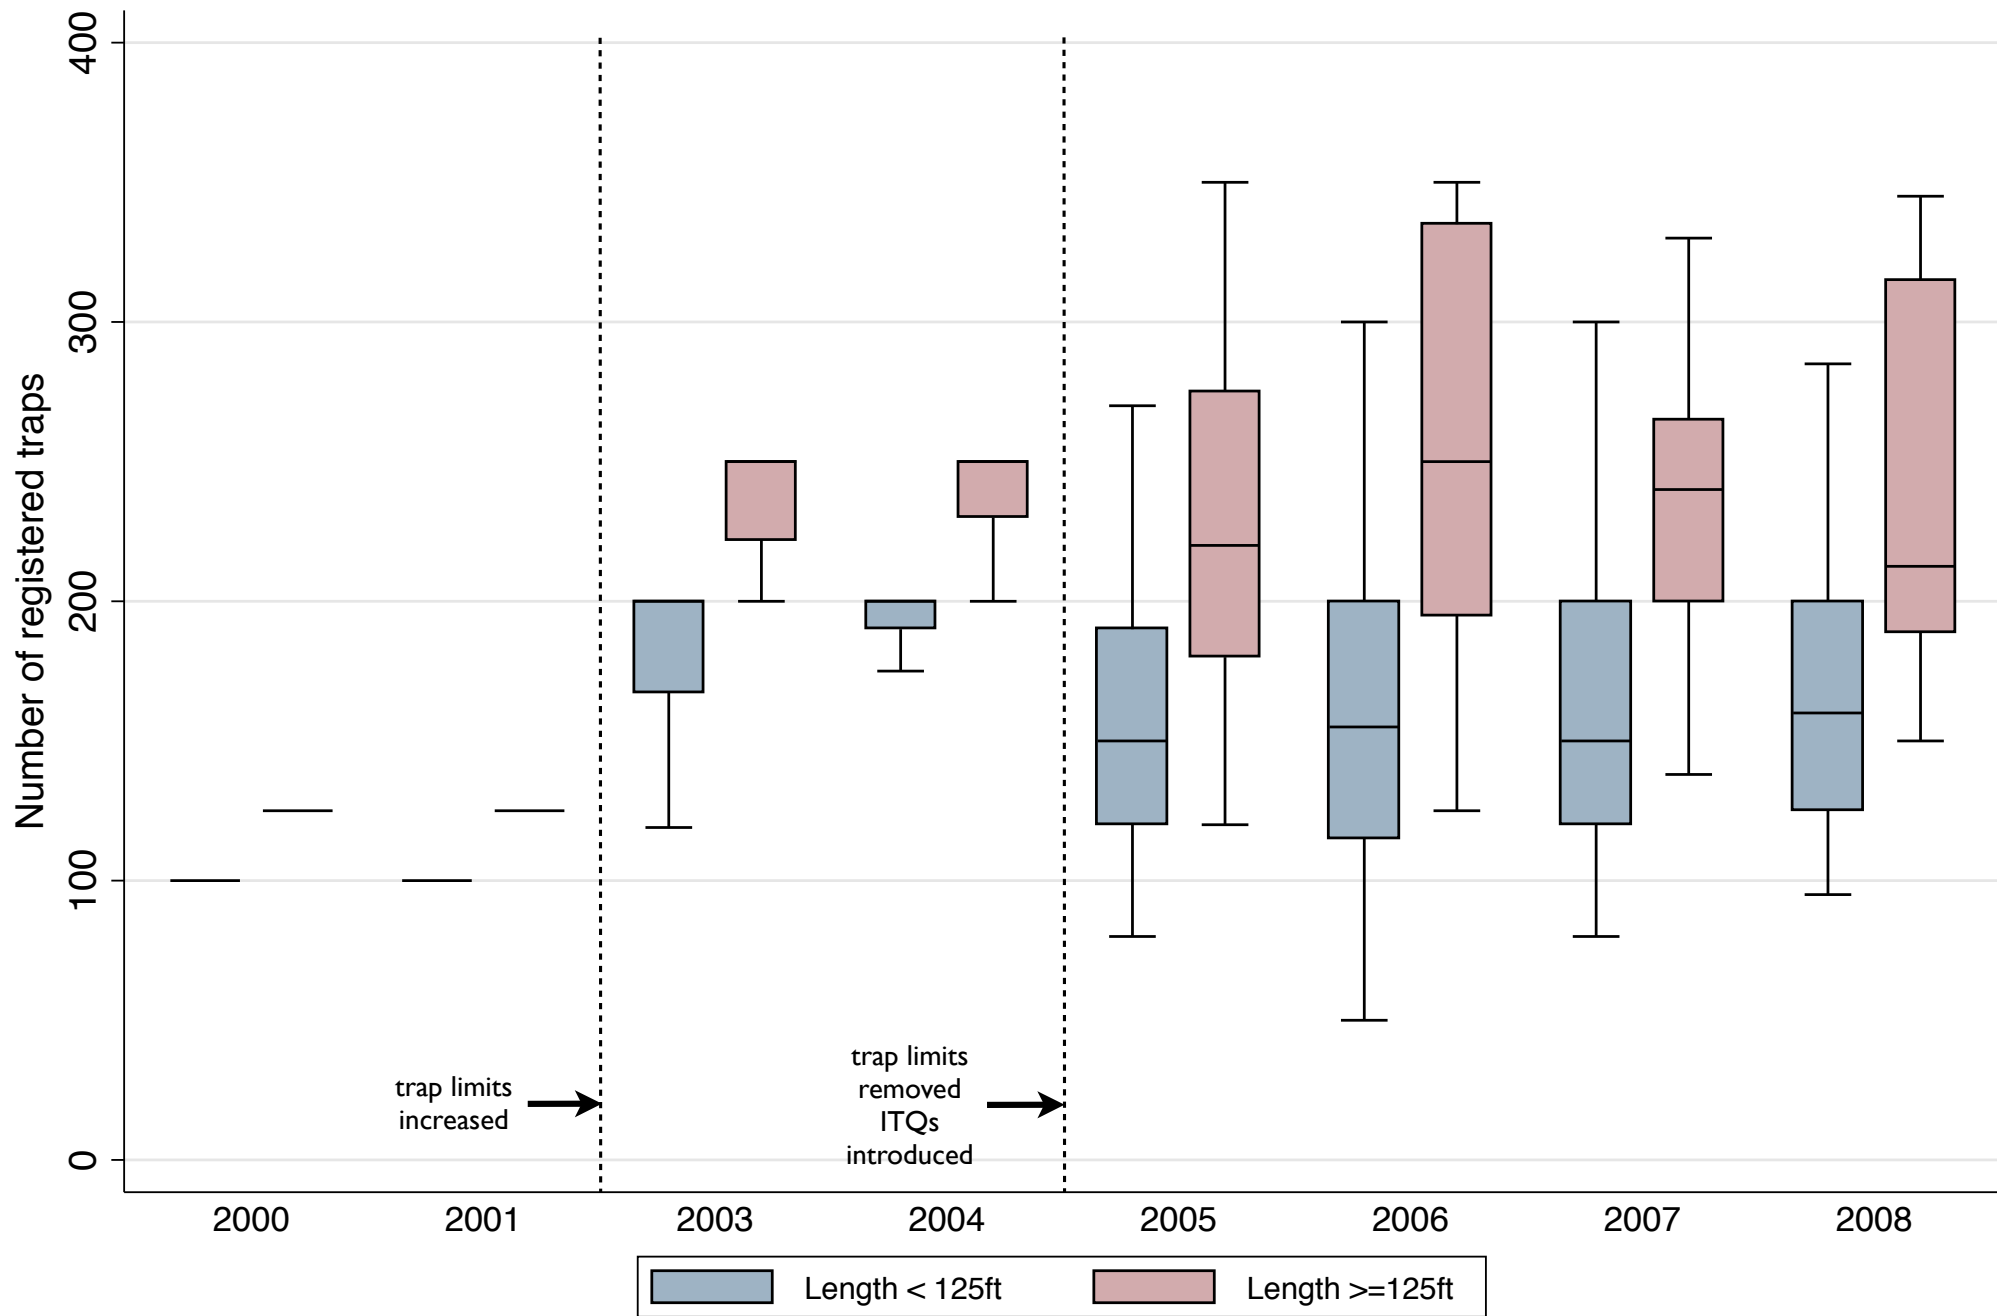 Number of registered traps
400
300
200
100
0
trap limits
increased
trap limits
removed
ITQs
introduced
2000 2001 2003 2004 2005 2006 2007 2008
Length < 125ft Length >=125ft